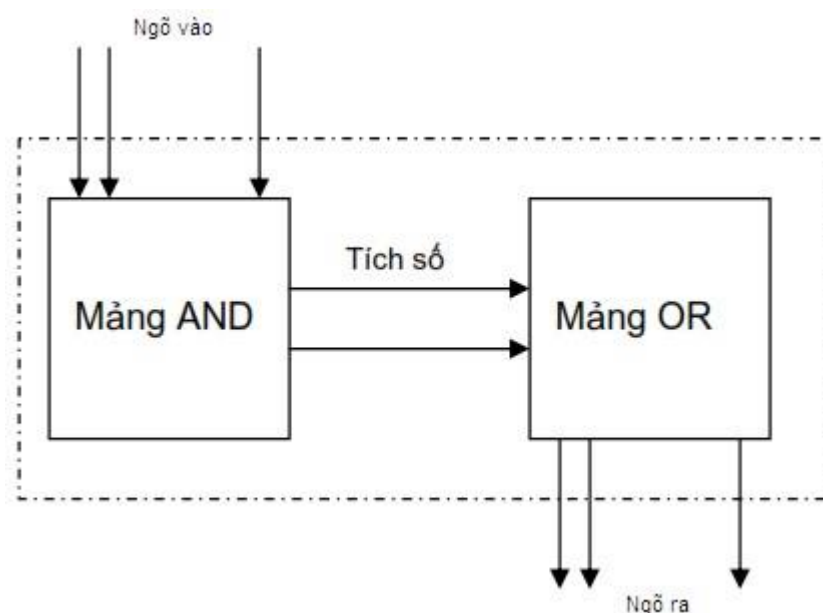 Ngõ vào
Tích số
Mảng AND
Mảng OR
Ngõ ra